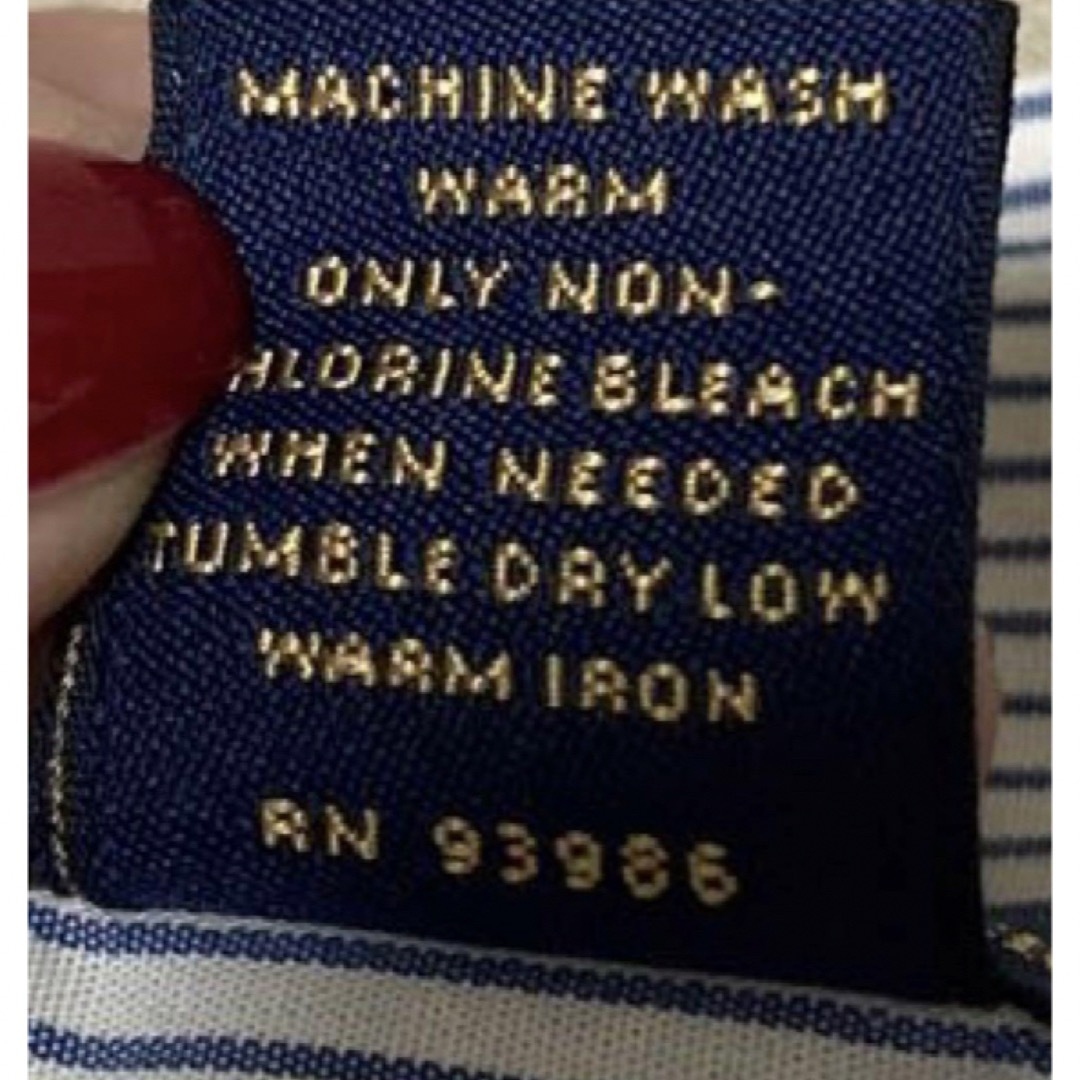 MACHINE WASH
WARM
ONLY NON-
HLORINE BLEACH
WHEN NEEDED
TUMBLE DRY LOW
WARM IRON
RN 93986